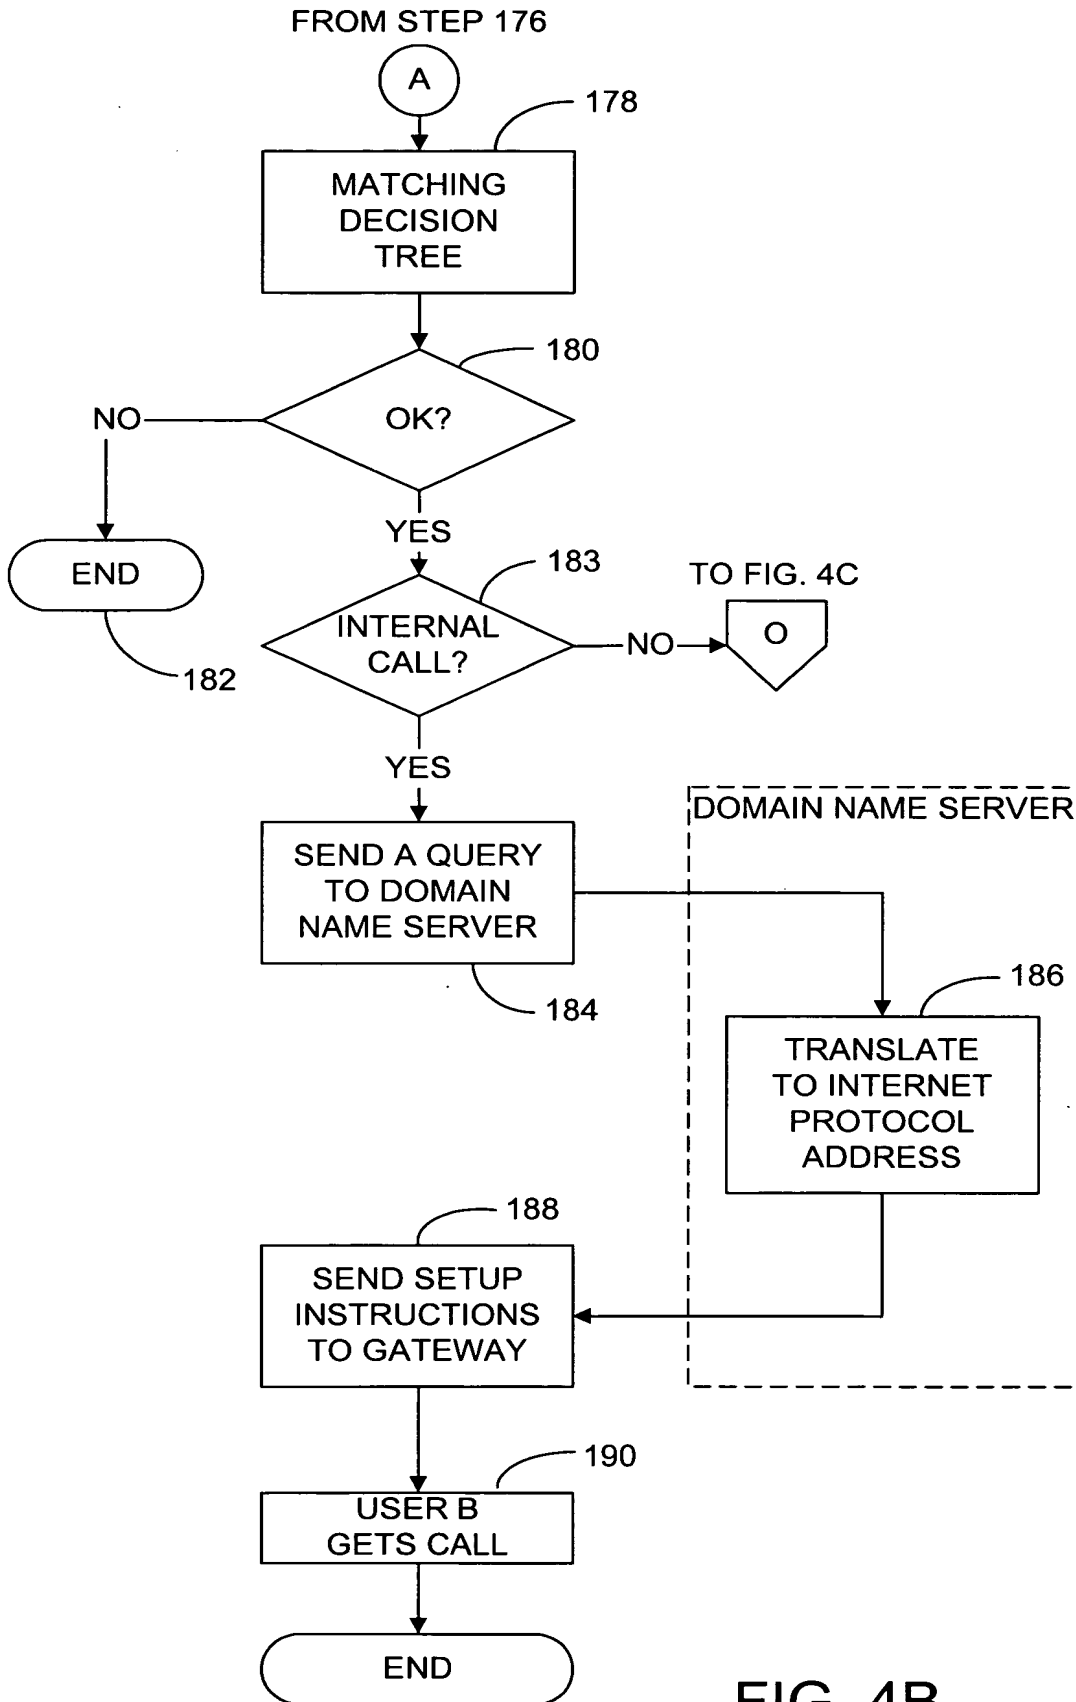 FROM STEP 176
A
178
MATCHING
DECISION
TREE
180
OK?
NO
YES
END
182
183
INTERNAL
CALL?
NO
TO FIG. 4C
O
YES
DOMAIN NAME SERVER
SEND A QUERY
TO DOMAIN
NAME SERVER
184
186
TRANSLATE
TO INTERNET
PROTOCOL
ADDRESS
188
SEND SETUP
INSTRUCTIONS
TO GATEWAY
190
USER B
GETS CALL
END
FIG. 4B